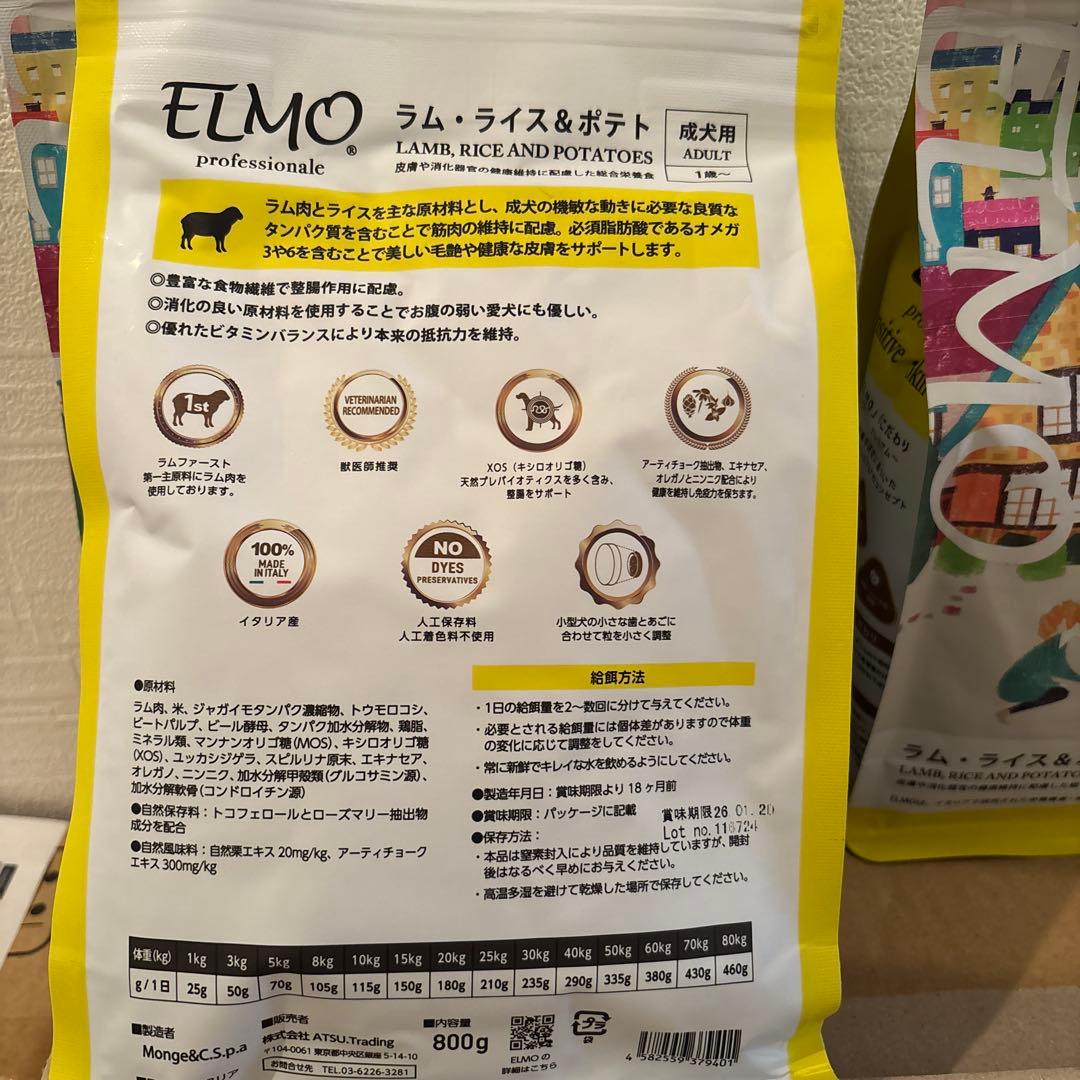 ELMO®
professionale
ラム・ライス＆ポテト
LAMB, RICE AND POTATOES
皮膚や消化器官の健康維持に配慮した総合栄養食
成犬用
ADULT
1歳〜
ラム肉とライスを主な原材料とし、成犬の機敏な動きに必要な良質な
タンパク質を含むことで筋肉の維持に配慮。必須脂肪酸であるオメガ
3や6を含むことで美しい毛艶や健康な皮膚をサポートします。
◎豊富な食物繊維で整腸作用に配慮。
◎消化の良い原材料を使用することでお腹の弱い愛犬にも優しい。
◎優れたビタミンバランスにより本来の抵抗力を維持。
1st
ラムファースト
第一主原料にラム肉を
使用しております。
VETERINARIAN
RECOMMENDED
獣医師推奨
XOS（キシロオリゴ糖）
天然プレバイオティクスを多く含み、
整腸をサポート
アーティチョーク抽出物、エキナセア、
オレガノとニンニク配合により
健康を維持し免疫力を保ちます。
100%
MADE
IN ITALY
イタリア産
NO
DYES
PRESERVATIVES
人工保存料
人工着色料不使用
小型犬の小さな歯とあごに
合わせて粒を小さく調整
●原材料
ラム肉、米、ジャガイモタンパク濃縮物、トウモロコシ、
ビートパルプ、ビール酵母、タンパク加水分解物、鶏脂、
ミネラル類、マンナンオリゴ糖（MOS）、キシロオリゴ糖
（XOS）、ユッカシジゲラ、スピルリナ原末、エキナセア、
オレガノ、ニンニク、加水分解甲殻類（グルコサミン源）、
加水分解軟骨（コンドロイチン源）
●自然保存料：トコフェロールとローズマリー抽出物
成分を配合
●自然風味料：自然栗エキス 20mg/kg、アーティチョーク
エキス 300mg/kg
給餌方法
・1日の給餌量を2〜数回に分けて与えてください。
・必要とされる給餌量には個体差がありますので体重
の変化に応じて調整をしてください。
・常に新鮮でキレイな水を飲めるようにしてください。
●製造年月日：賞味期限より 18ヶ月前
●賞味期限：パッケージに記載
賞味期限26.01.20
Lot no.116724
●保存方法：
・本品は窒素封入により品質を維持していますが、開封
後はなるべく早めにお与えください。
・高温多湿を避けて乾燥した場所で保存してください。
体重(kg) 1kg 3kg 5kg 8kg 10kg 15kg 20kg 25kg 30kg 40kg 50kg 60kg 70kg 80kg
g/1日 25g 50g 70g 105g 115g 150g 180g 210g 235g 290g 335g 380g 430g 460g
■製造者
Monge&C.S.p.a
■販売者
株式会社 ATSU.Trading
〒104-0061 東京都中央区銀座 5-14-10
お問合せ先 TEL.03-6226-3281
■内容量
800g
ELMOの
詳細はこちら
プラ
袋
4 582559 379401
ラム・ライス＆
LAMB, RICE AND POTATO